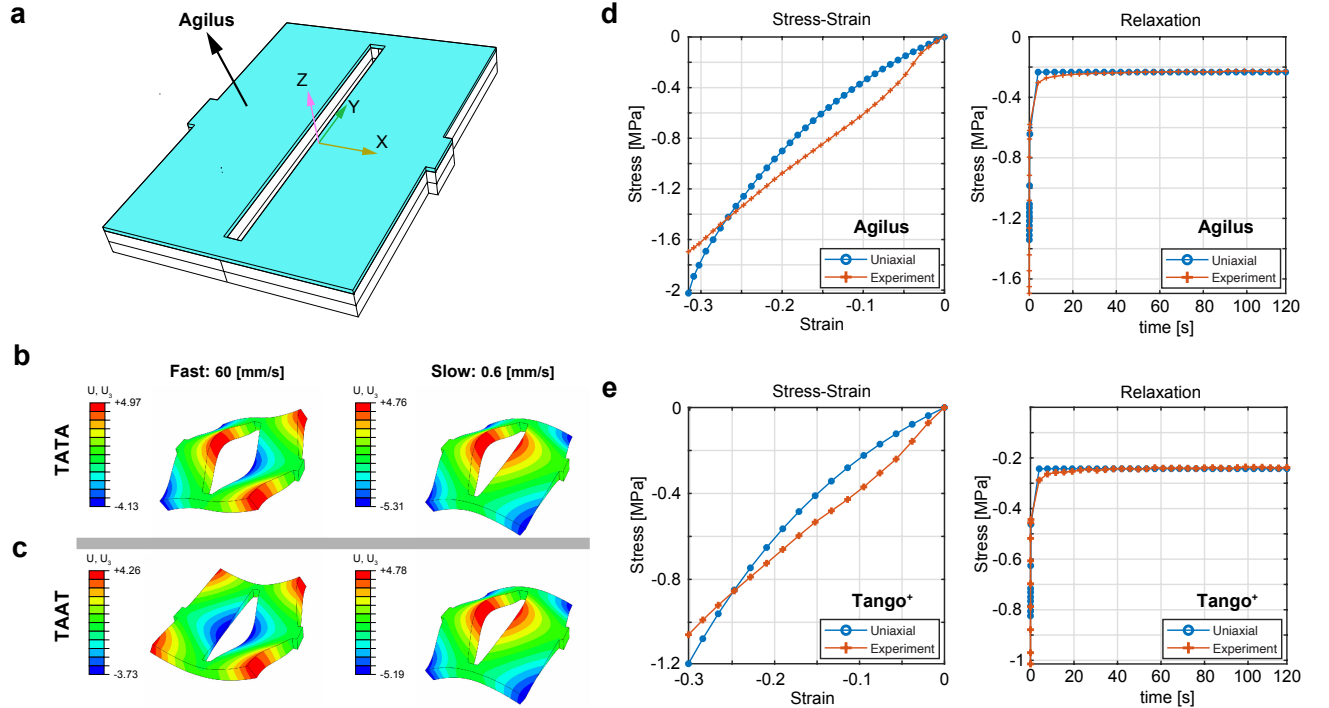 a
Agilus
Z
Y
X
b
Fast: 60 [mm/s]
Slow: 0.6 [mm/s]
TATA
U, U₃
+4.97
-4.13
U, U₃
+4.76
-5.31
c
TAAT
U, U₃
+4.26
-3.73
U, U₃
+4.78
-5.19
d
Stress-Strain
Stress [MPa]
0
-0.4
-0.8
-1.2
-1.6
-2
-0.3
-0.2
-0.1
0
Strain
Agilus
Uniaxial
Experiment
Relaxation
Stress [MPa]
0
-0.4
-0.8
-1.2
-1.6
0
20
40
60
80
100
120
time [s]
Agilus
Uniaxial
Experiment
e
Stress-Strain
Stress [MPa]
0
-0.4
-0.8
-1.2
-0.3
-0.2
-0.1
0
Strain
Tango⁺
Uniaxial
Experiment
Relaxation
Stress [MPa]
-0.2
-0.4
-0.6
-0.8
-1
0
20
40
60
80
100
120
time [s]
Tango⁺
Uniaxial
Experiment